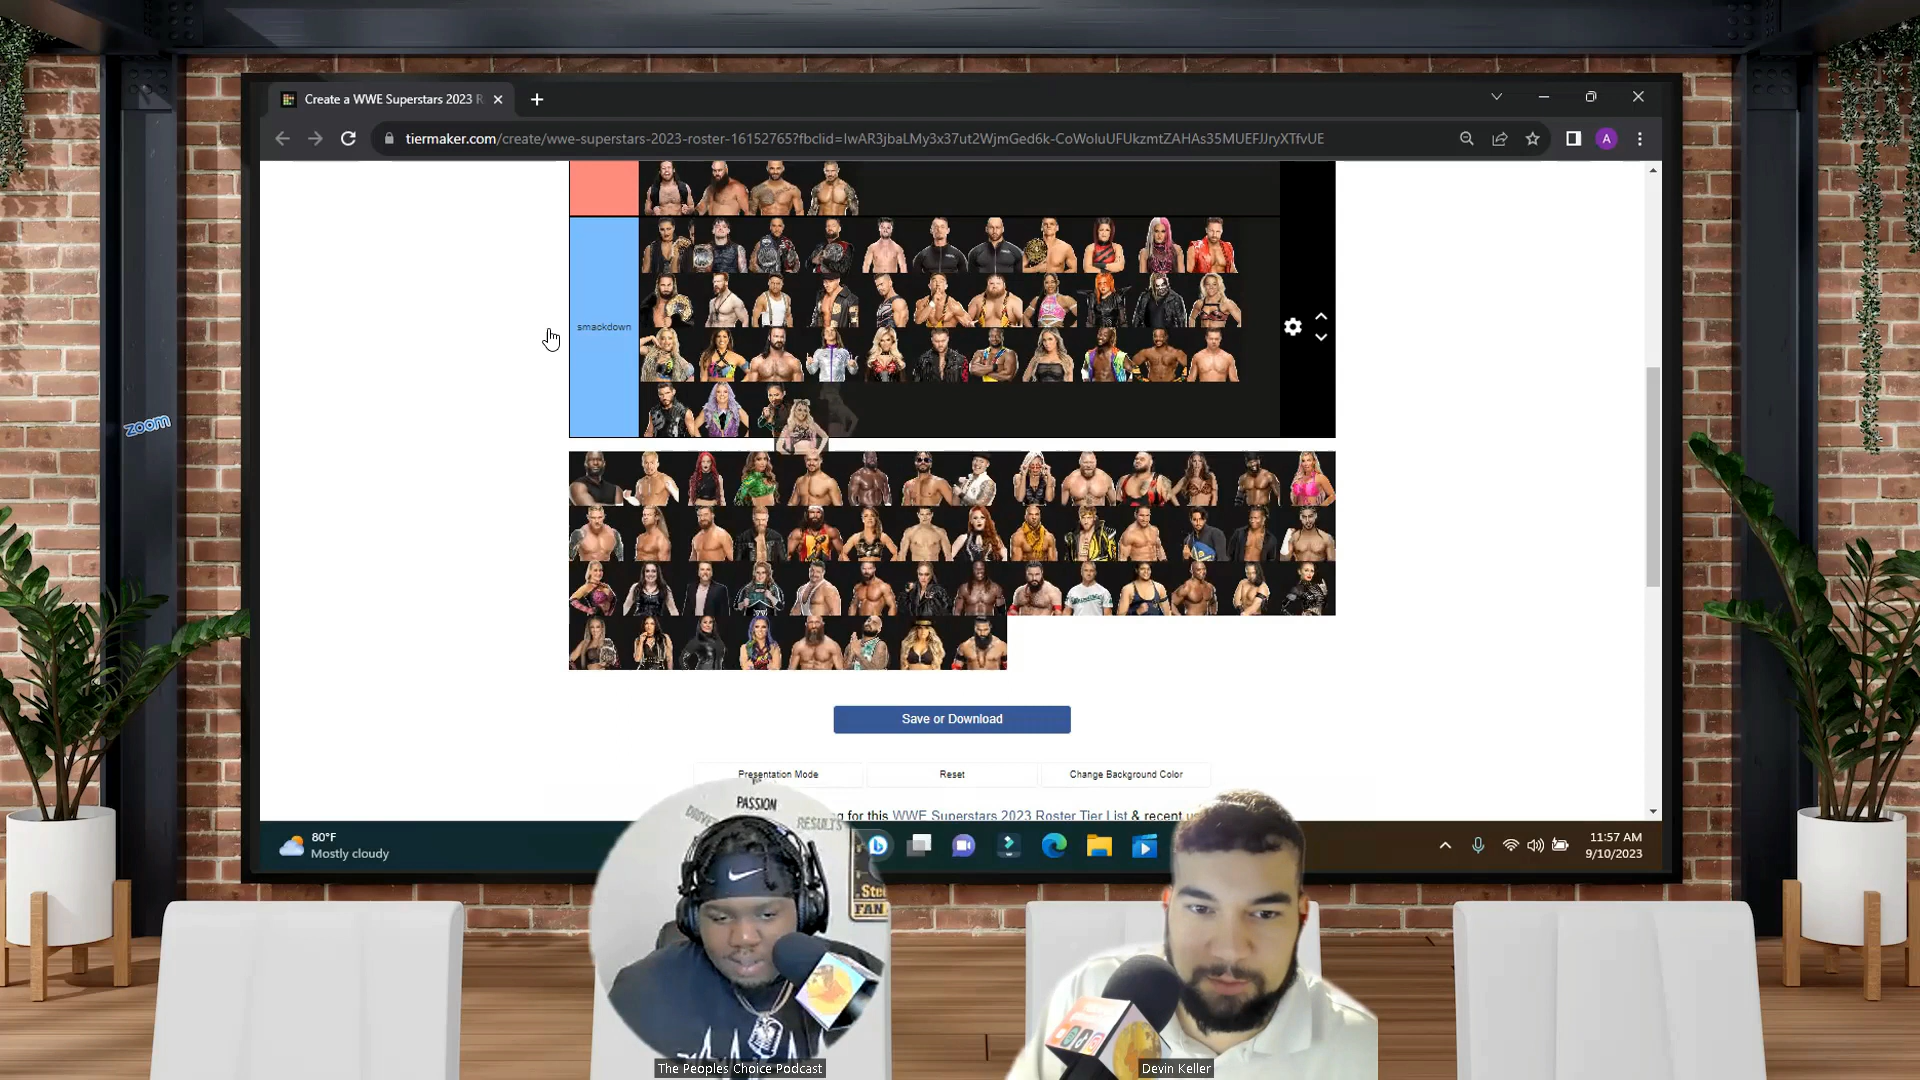 Create a WWE Superstars 2023 R
tiermaker.com/create/wwe-superstars-2023-roster-16152765?fbclid=IwAR3jbaLMy3x37ut2WjmGed6k-CoWoluUFUkzmtZAHAs35MUEFJJryXTfvUE
A
smackdown
zoom
Save or Download
Presentation Mode
Reset
Change Background Color
g for this WWE Superstars 2023 Roster Tier List & recent
80°F
Mostly cloudy
11:57 AM
9/10/2023
PASSION
RESULTS
FAN
The Peoples Choice Podcast
Devin Keller